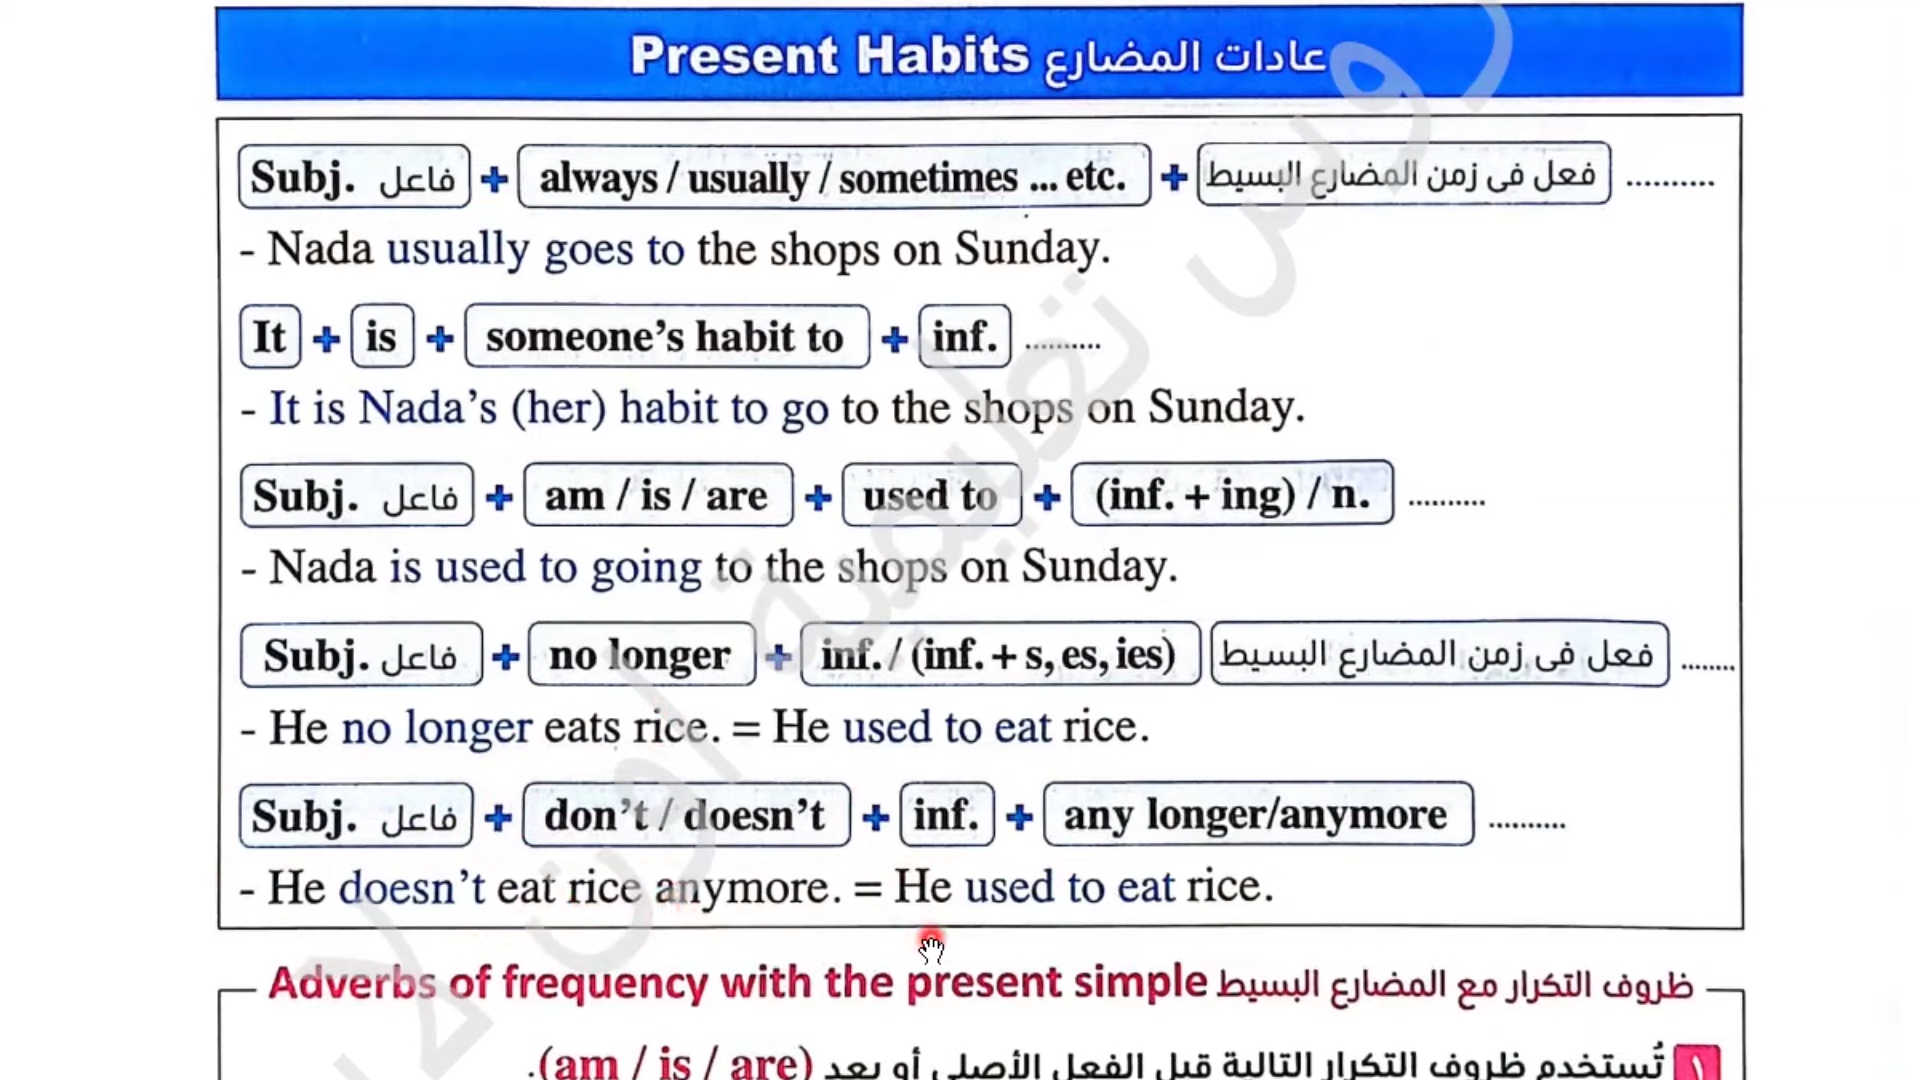 Present Habits عادات المضارع
Subj. فاعل + always / usually / sometimes ... etc. + فعل فى زمن المضارع البسيط ..........
- Nada usually goes to the shops on Sunday.
It + is + someone's habit to + inf. ..........
- It is Nada's (her) habit to go to the shops on Sunday.
Subj. فاعل + am / is / are + used to + (inf. + ing) / n. ..........
- Nada is used to going to the shops on Sunday.
Subj. فاعل + no longer + inf. / (inf. + s, es, ies) فعل فى زمن المضارع البسيط ........
- He no longer eats rice. = He used to eat rice.
Subj. فاعل + don't / doesn't + inf. + any longer/anymore ..........
- He doesn't eat rice anymore. = He used to eat rice.
Adverbs of frequency with the present simple ظروف التكرار مع المضارع البسيط
١ تُستخدم ظروف التكرار التالية قبل الفعل الأصلى أو بعد (am / is / are).